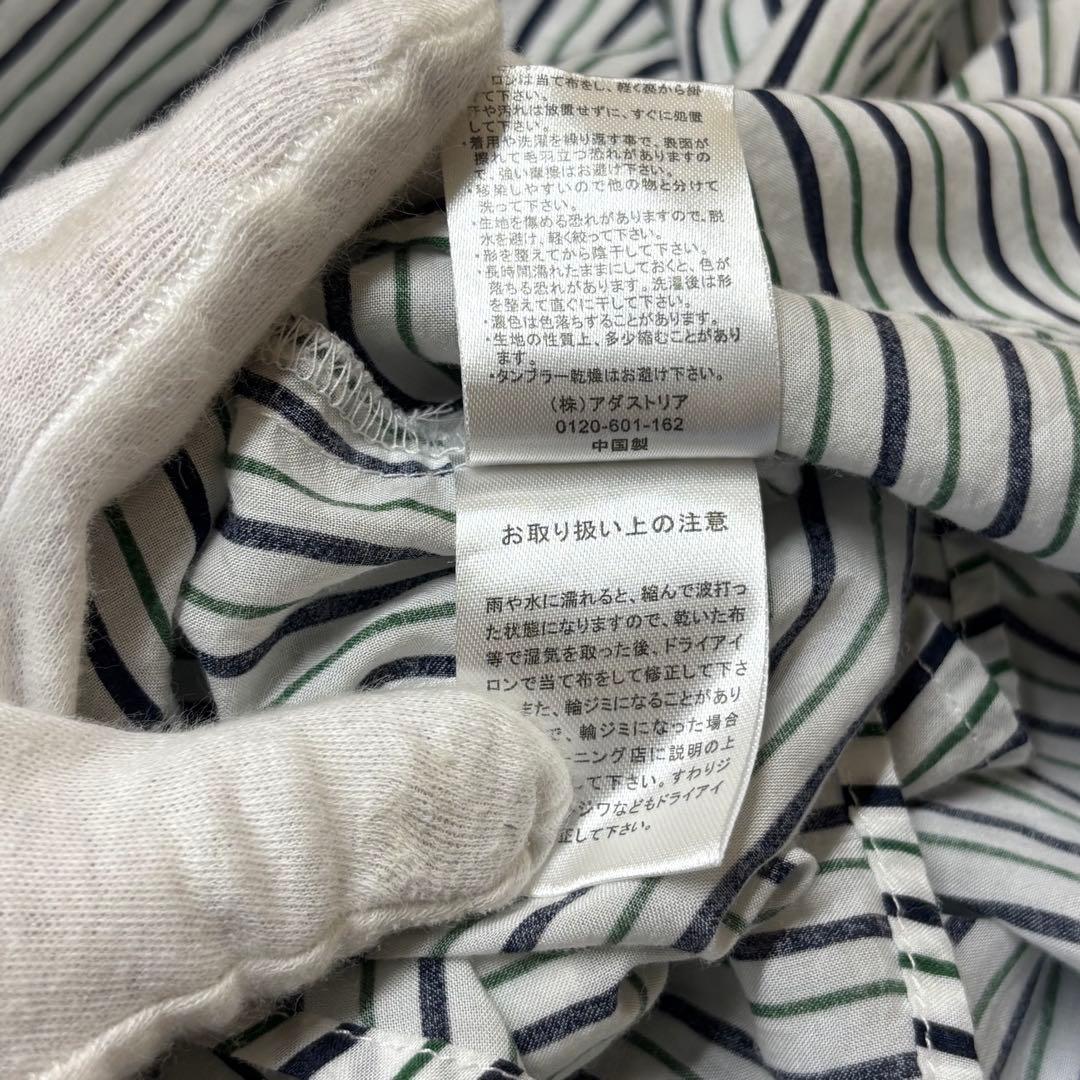 ロンは当て布をし、軽く裏から掛
て下さい。
や汚れは放置せずに、すぐに処置
して下さい。
・着用や洗濯を繰り返す事で、表面が
擦れて毛羽立つ恐れがありますの
で、強い摩擦はお避け下さい。
・移染しやすいので他の物と分けて
洗って下さい。
・生地を傷める恐れがありますので、脱
水を避け、軽く絞って下さい。
・形を整えてから陰干して下さい。
・長時間濡れたままにしておくと、色が
落ちる恐れがあります。洗濯後は形
を整えて直ぐに干して下さい。
・濃色は色落ちすることがあります。
・生地の性質上、多少縮むことがあり
ます。
・タンブラー乾燥はお避け下さい。
(株)アダストリア
0120-601-162
中国製
お取り扱い上の注意
雨や水に濡れると、縮んで波打っ
た状態になりますので、乾いた布
等で湿気を取った後、ドライアイ
ロンで当て布をして修正して下さ
また、輪ジミになることがあり
で、輪ジミになった場合
ーニング店に説明の上
して下さい。すわりジ
ジワなどもドライアイ
正して下さい。